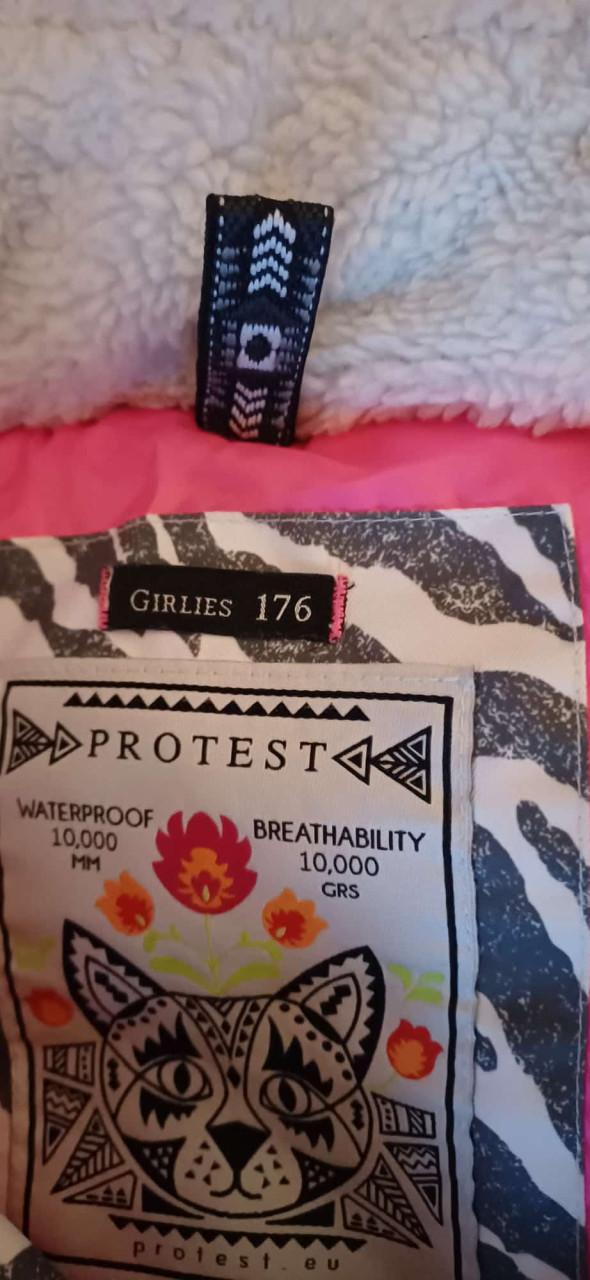 GIRLIES 176
PROTEST
WATERPROOF
10,000
MM
BREATHABILITY
10,000
GRS
protest.eu